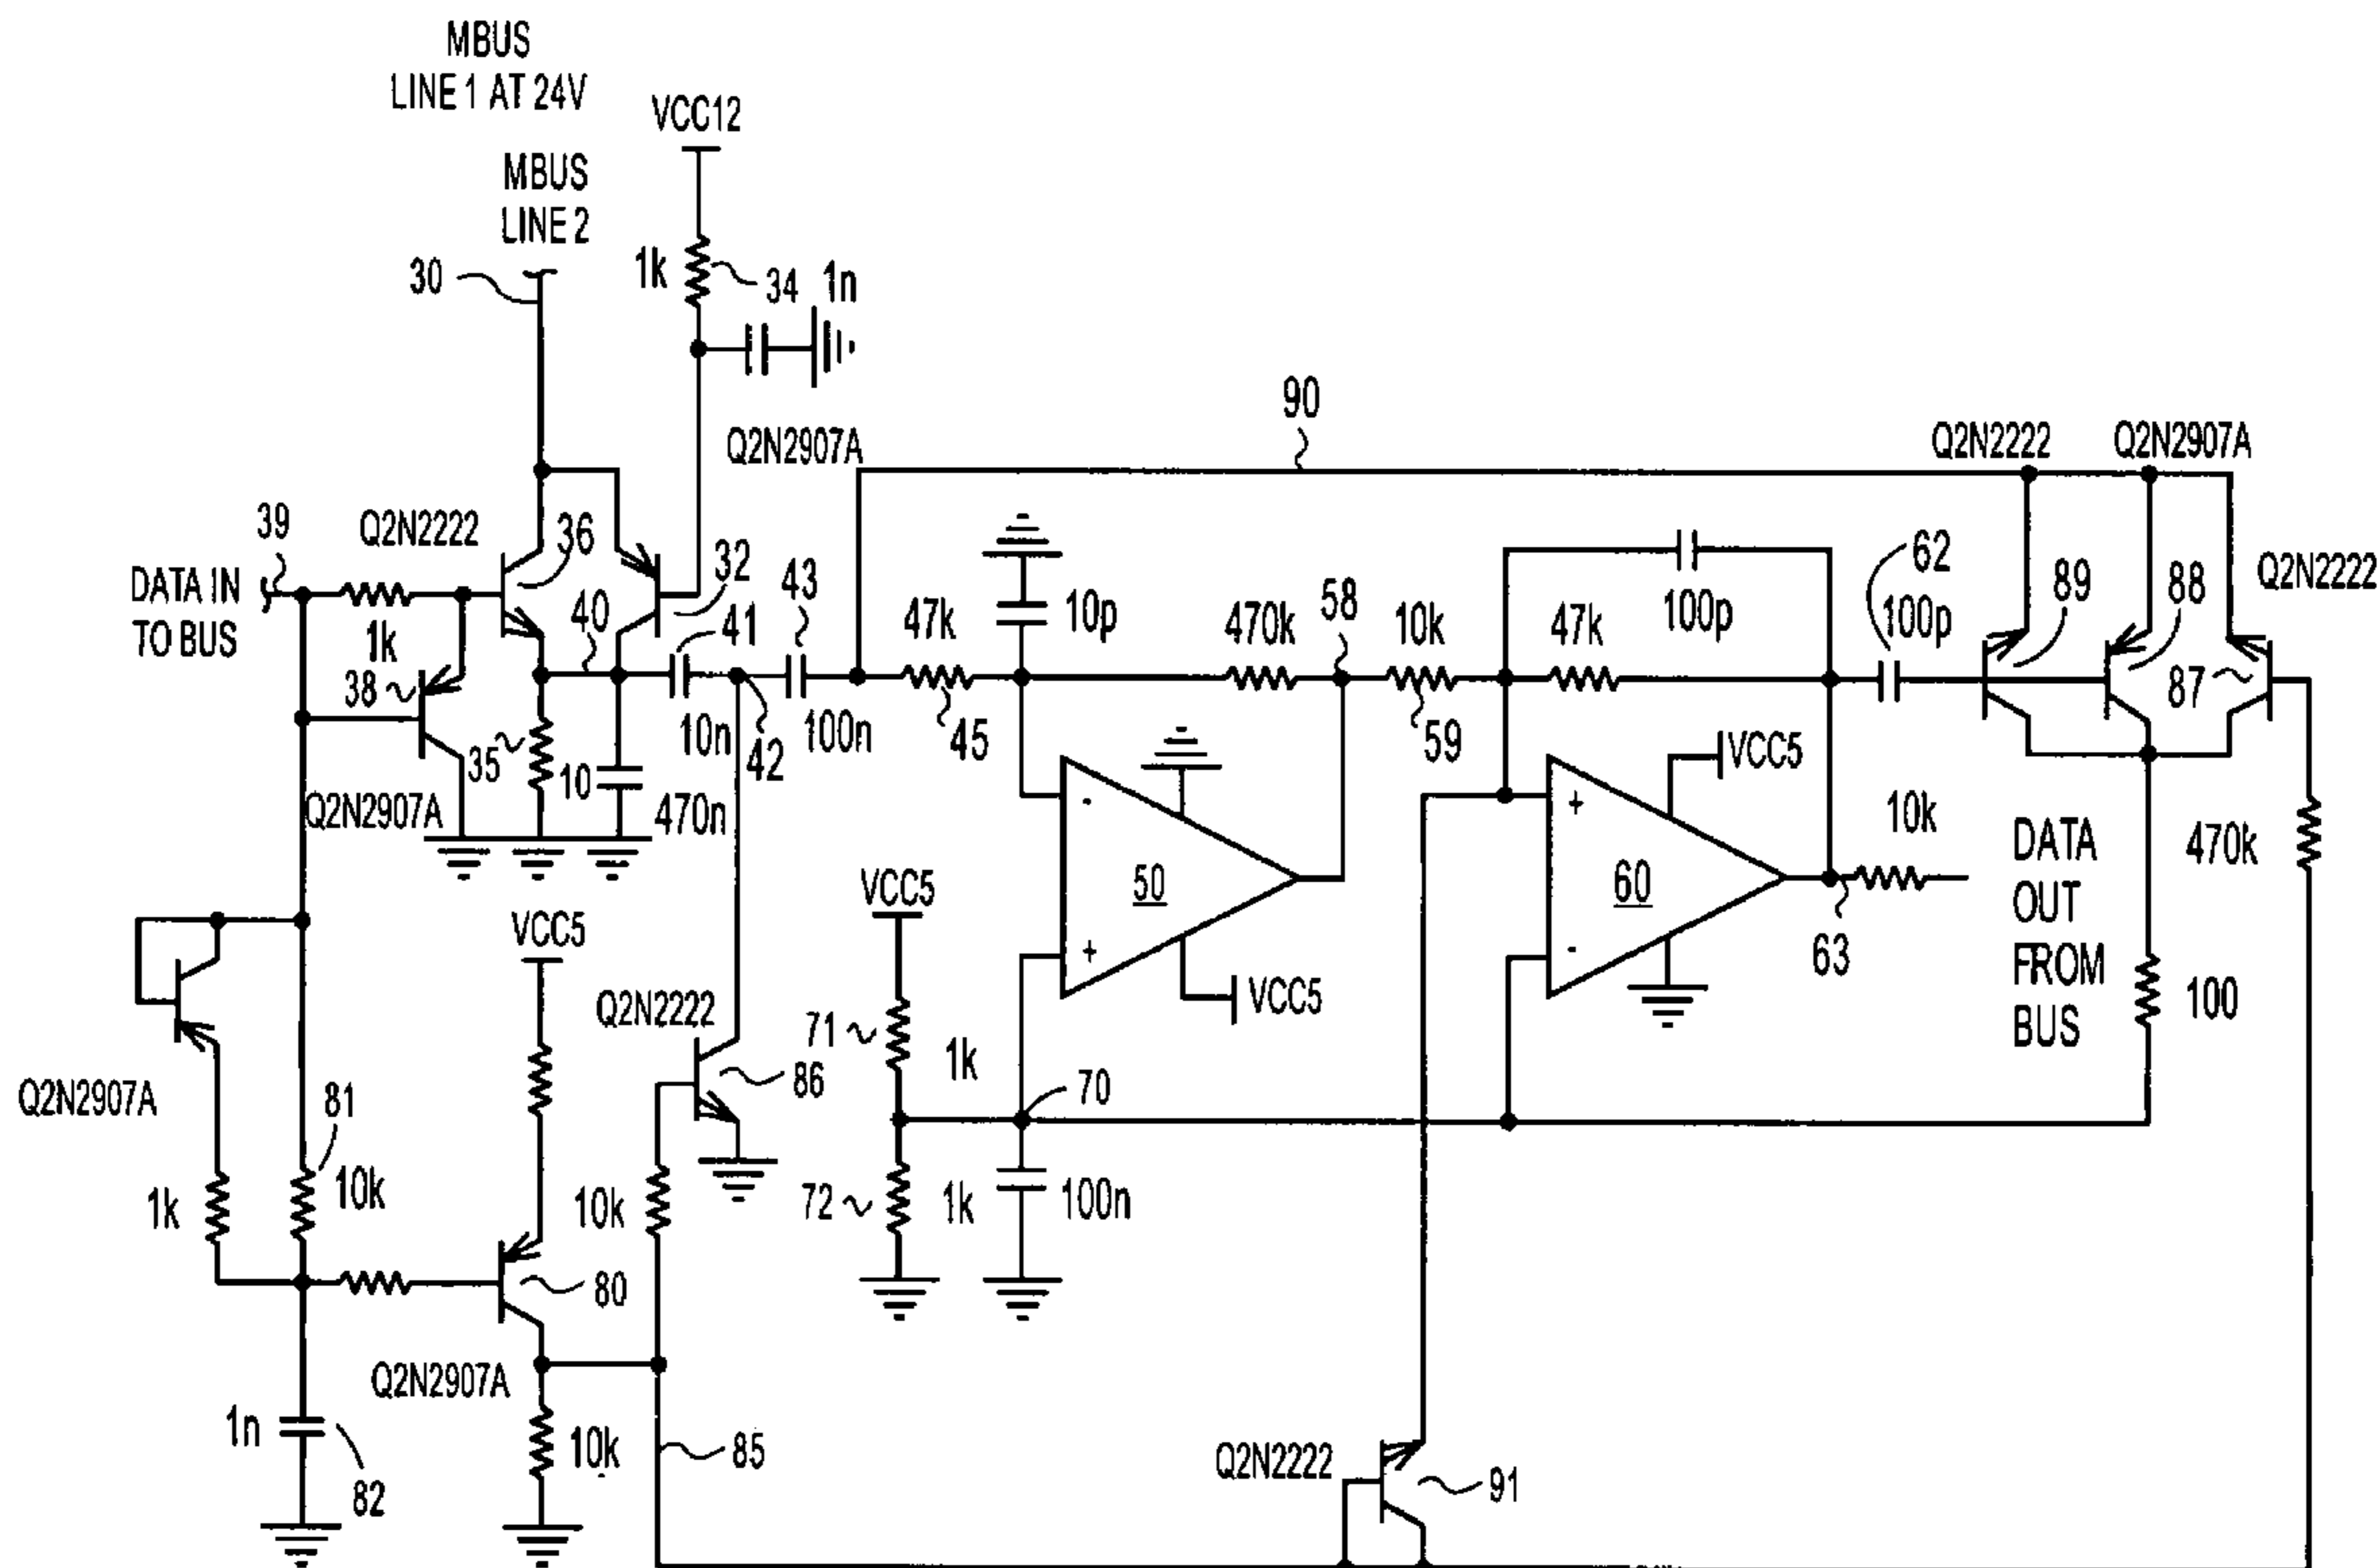 MBUS
LINE 1 AT 24V
MBUS
LINE 2
VCC12
30
1k
34
1n
39
Q2N2222
36
Q2N2907A
32
DATA IN
TO BUS
1k
38
40
41
43
35
10
10n
42
100n
Q2N2907A
470n
90
47k
45
10p
470k
58
10k
59
47k
100p
62
100p
Q2N2222
Q2N2907A
89
88
Q2N2222
87
-
+
50
VCC5
+
-
60
VCC5
10k
63
DATA
OUT
FROM
BUS
470k
100
VCC5
71
1k
70
72
1k
100n
VCC5
Q2N2222
86
Q2N2907A
81
1k
10k
10k
80
Q2N2907A
1n
82
10k
85
Q2N2222
91